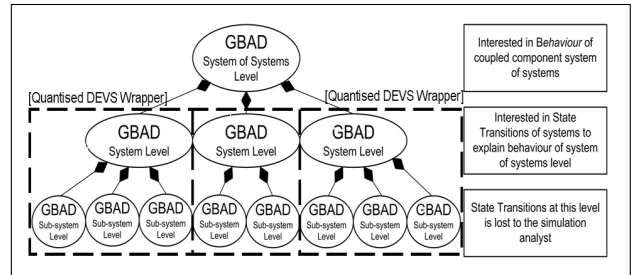 GBAD
System of Systems
Level
Interested in Behaviour of
coupled component system
of systems
[Quantised DEVS Wrapper]
[Quantised DEVS Wrapper]
GBAD
System Level
GBAD
System Level
GBAD
System Level
Interested in State
Transitions of systems to
explain behaviour of system
of systems level
GBAD
Sub-system
Level
GBAD
Sub-system
Level
GBAD
Sub-system
Level
GBAD
Sub-system
Level
GBAD
Sub-system
Level
GBAD
Sub-system
Level
GBAD
Sub-system
Level
GBAD
Sub-system
Level
State Transitions at this level
is lost to the simulation
analyst